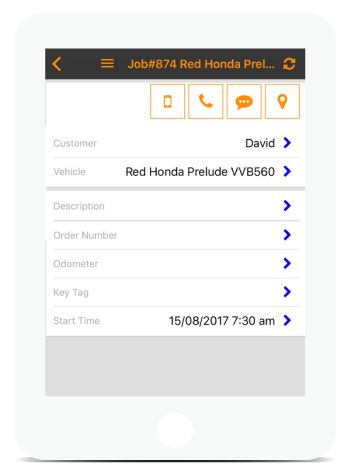 Job#874 Red Honda Prel...
Customer David
Vehicle Red Honda Prelude VVB560
Description
Order Number
Odometer
Key Tag
Start Time 15/08/2017 7:30 am